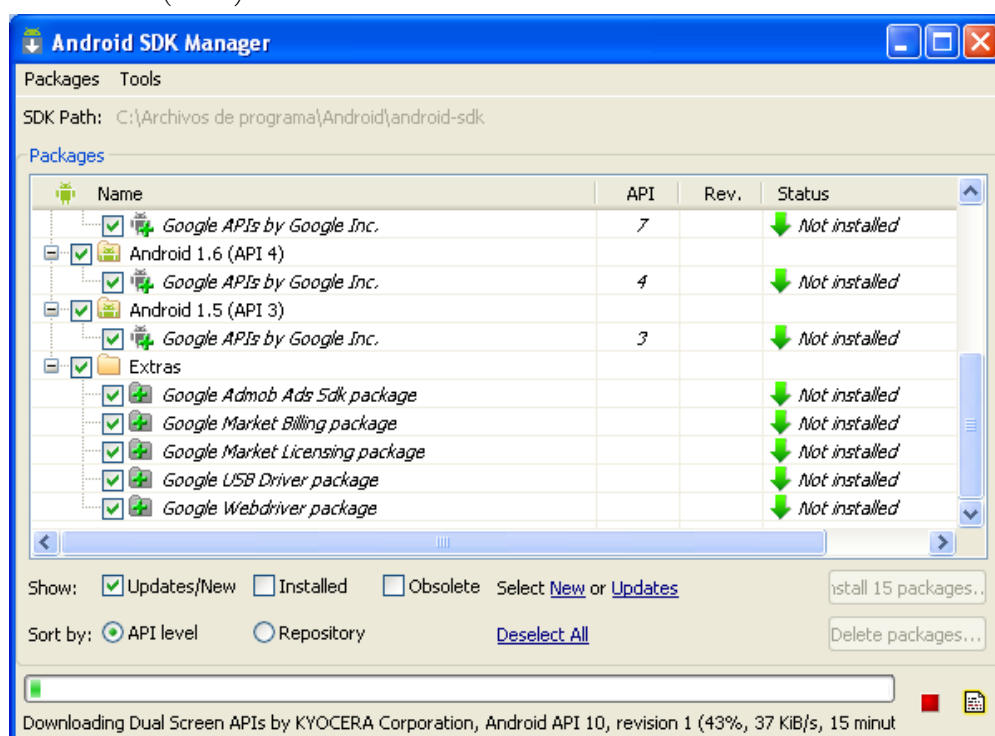 Android SDK Manager
Packages Tools
SDK Path: C:\Archivos de programa\Android\android-sdk
Packages
Name API Rev. Status
Google APIs by Google Inc. 7 Not installed
Android 1.6 (API 4)
Google APIs by Google Inc. 4 Not installed
Android 1.5 (API 3)
Google APIs by Google Inc. 3 Not installed
Extras
Google Admob Ads Sdk package Not installed
Google Market Billing package Not installed
Google Market Licensing package Not installed
Google USB Driver package Not installed
Google Webdriver package Not installed
Show: Updates/New Installed Obsolete Select New or Updates nstall 15 packages..
Sort by: API level Repository Deselect All Delete packages...
Downloading Dual Screen APIs by KYOCERA Corporation, Android API 10, revision 1 (43%, 37 KiB/s, 15 minut